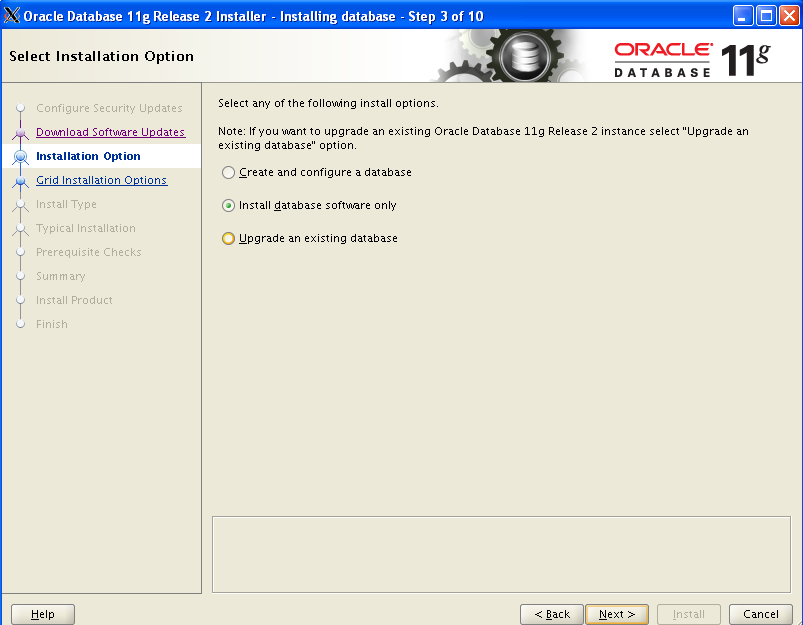 Oracle Database 11g Release 2 Installer - Installing database - Step 3 of 10
Select Installation Option
ORACLE
DATABASE
11g
Configure Security Updates
Download Software Updates
Installation Option
Grid Installation Options
Install Type
Typical Installation
Prerequisite Checks
Summary
Install Product
Finish
Select any of the following install options.
Note: If you want to upgrade an existing Oracle Database 11g Release 2 instance select "Upgrade an
existing database" option.
Create and configure a database
Install database software only
Upgrade an existing database
Help
< Back
Next >
Install
Cancel